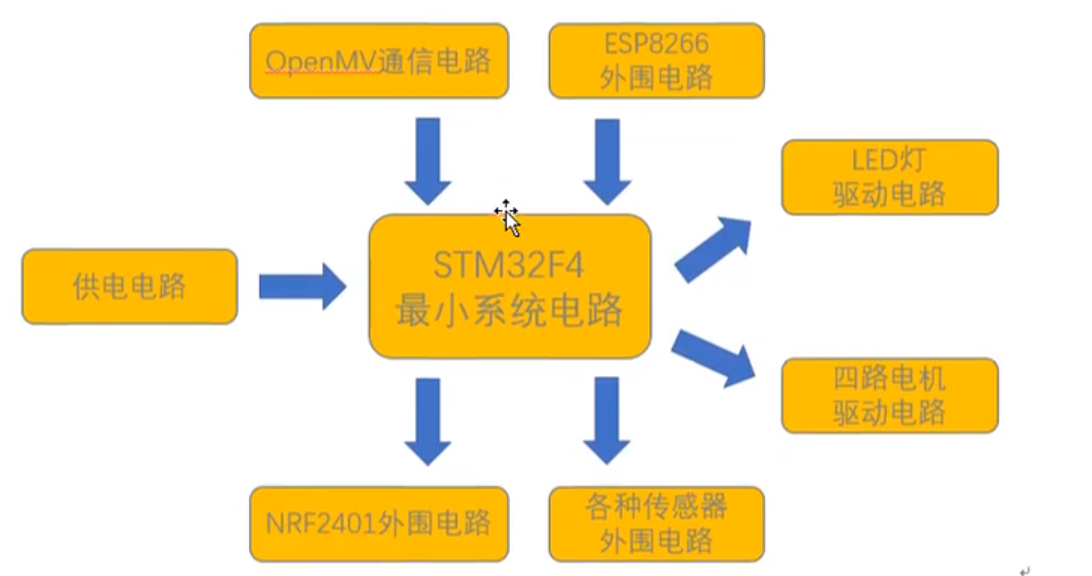 OpenMV通信电路
ESP8266
外围电路
LED灯
驱动电路
STM32F4
最小系统电路
供电电路
四路电机
驱动电路
NRF2401外围电路
各种传感器
外围电路